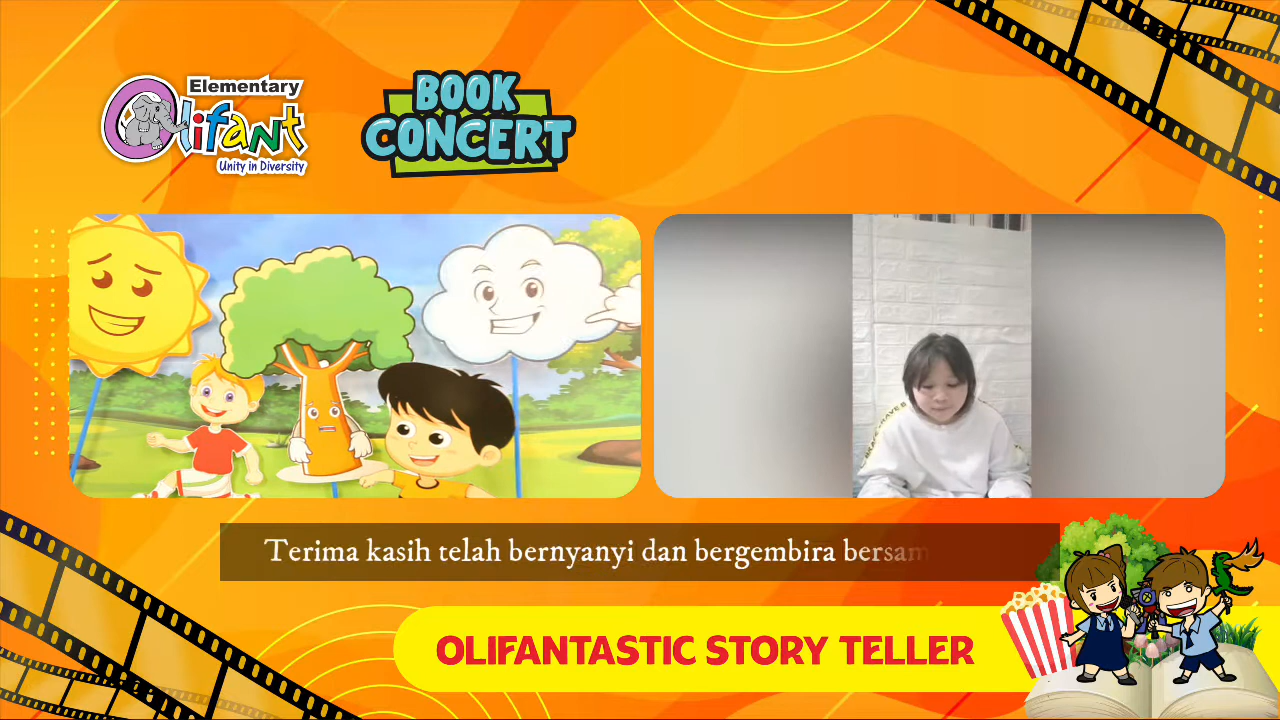 Elementary
Olifant
Unity in Diversity
BOOK
CONCERT
Terima kasih telah bernyanyi dan bergembira bersam
OLIFANTASTIC STORY TELLER